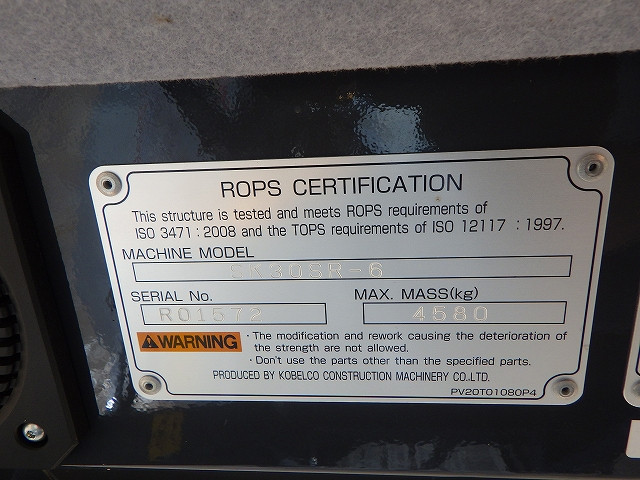 ROPS CERTIFICATION
This structure is tested and meets ROPS requirements of
ISO 3471 : 2008 and the TOPS requirements of ISO 12117 : 1997.
MACHINE MODEL
SK30SR-6
SERIAL No.
MAX. MASS(kg)
R01572
4580
WARNING
· The modification and rework causing the deterioration of
the strength are not allowed.
· Don't use the parts other than the specified parts.
PRODUCED BY KOBELCO CONSTRUCTION MACHINERY CO.,LTD.
PV20T01080P4